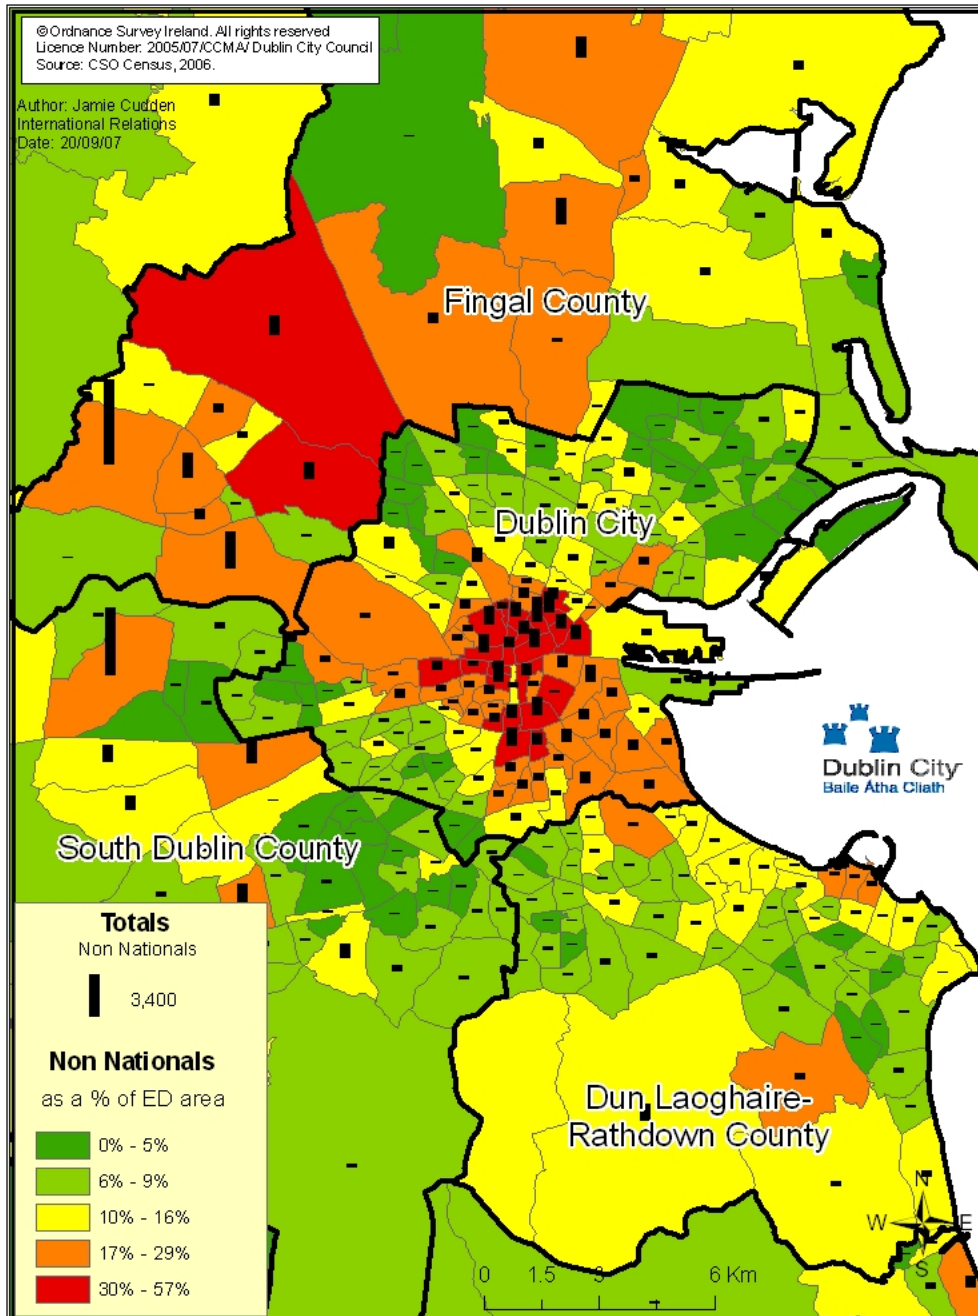 ©Ordnance Survey Ireland. All rights reserved
Licence Number: 2005/07/CCMA/ Dublin City Council
Source: CSO Census, 2006.
Author: Jamie Cudden
International Relations
Date: 20/09/07
Fingal County
Dublin City
Dublin City
Baile Átha Cliath
South Dublin County
Totals
Non Nationals
3,400
Non Nationals
as a % of ED area
0% - 5%
6% - 9%
10% - 16%
17% - 29%
30% - 57%
Dun Laoghaire-
Rathdown County
N
W E
S
0 1.5 3 6 Km